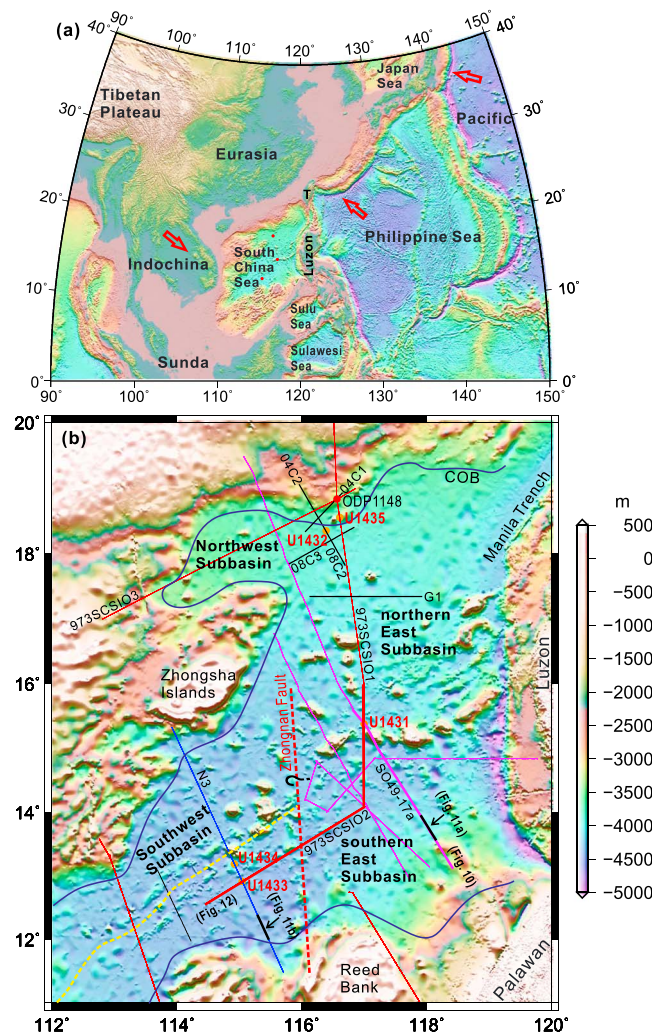 (a)
40°
90
100
110
120
130
140
150
40°
Japan
Sea
Tibetan
Plateau
30°
30°
Pacific
Eurasia
20°
T
20°
Philippine Sea
Indochina
South
China
Sea
Luzon
10°
10°
Sulu
Sea
Sunda
Sulawesi
Sea
0°
0°
90°
100°
110°
120°
130°
140°
150°
20°
(b)
04C2
04C1
COB
ODP1148
U1435
Manila Trench
m
500
0
−500
−1000
−1500
−2000
−2500
−3000
−3500
−4000
−4500
−5000
18°
Northwest
Subbasin
U1432
08C3
08C2
973SCSIO3
G1
973SCSIO1
northern
East
Subbasin
Luzon
16°
Zhongsha
Islands
Zhongnan Fault
U1431
N3
?
SO49-17a
(Fig. 11a)
(Fig. 10)
14°
Southwest
Subbasin
973SCSIO2
southern
East
Subbasin
U1434
U1433
(Fig. 12)
(Fig. 11b)
12°
Reed
Bank
Palawan
112°
114°
116°
118°
120°